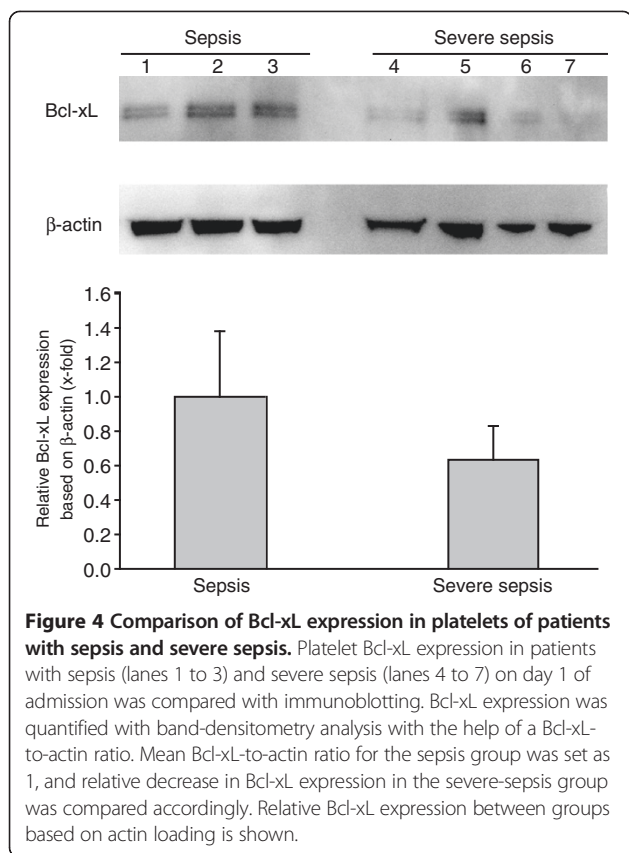 Sepsis
Severe sepsis
1 2 3 4 5 6 7
Bcl-xL
β-actin
Relative Bcl-xL expression
based on β-actin (x-fold)
1.6
1.4
1.2
1.0
0.8
0.6
0.4
0.2
0.0
Sepsis
Severe sepsis
Figure 4 Comparison of Bcl-xL expression in platelets of patients
with sepsis and severe sepsis. Platelet Bcl-xL expression in patients
with sepsis (lanes 1 to 3) and severe sepsis (lanes 4 to 7) on day 1 of
admission was compared with immunoblotting. Bcl-xL expression was
quantified with band-densitometry analysis with the help of a Bcl-xL-
to-actin ratio. Mean Bcl-xL-to-actin ratio for the sepsis group was set as
1, and relative decrease in Bcl-xL expression in the severe-sepsis group
was compared accordingly. Relative Bcl-xL expression between groups
based on actin loading is shown.